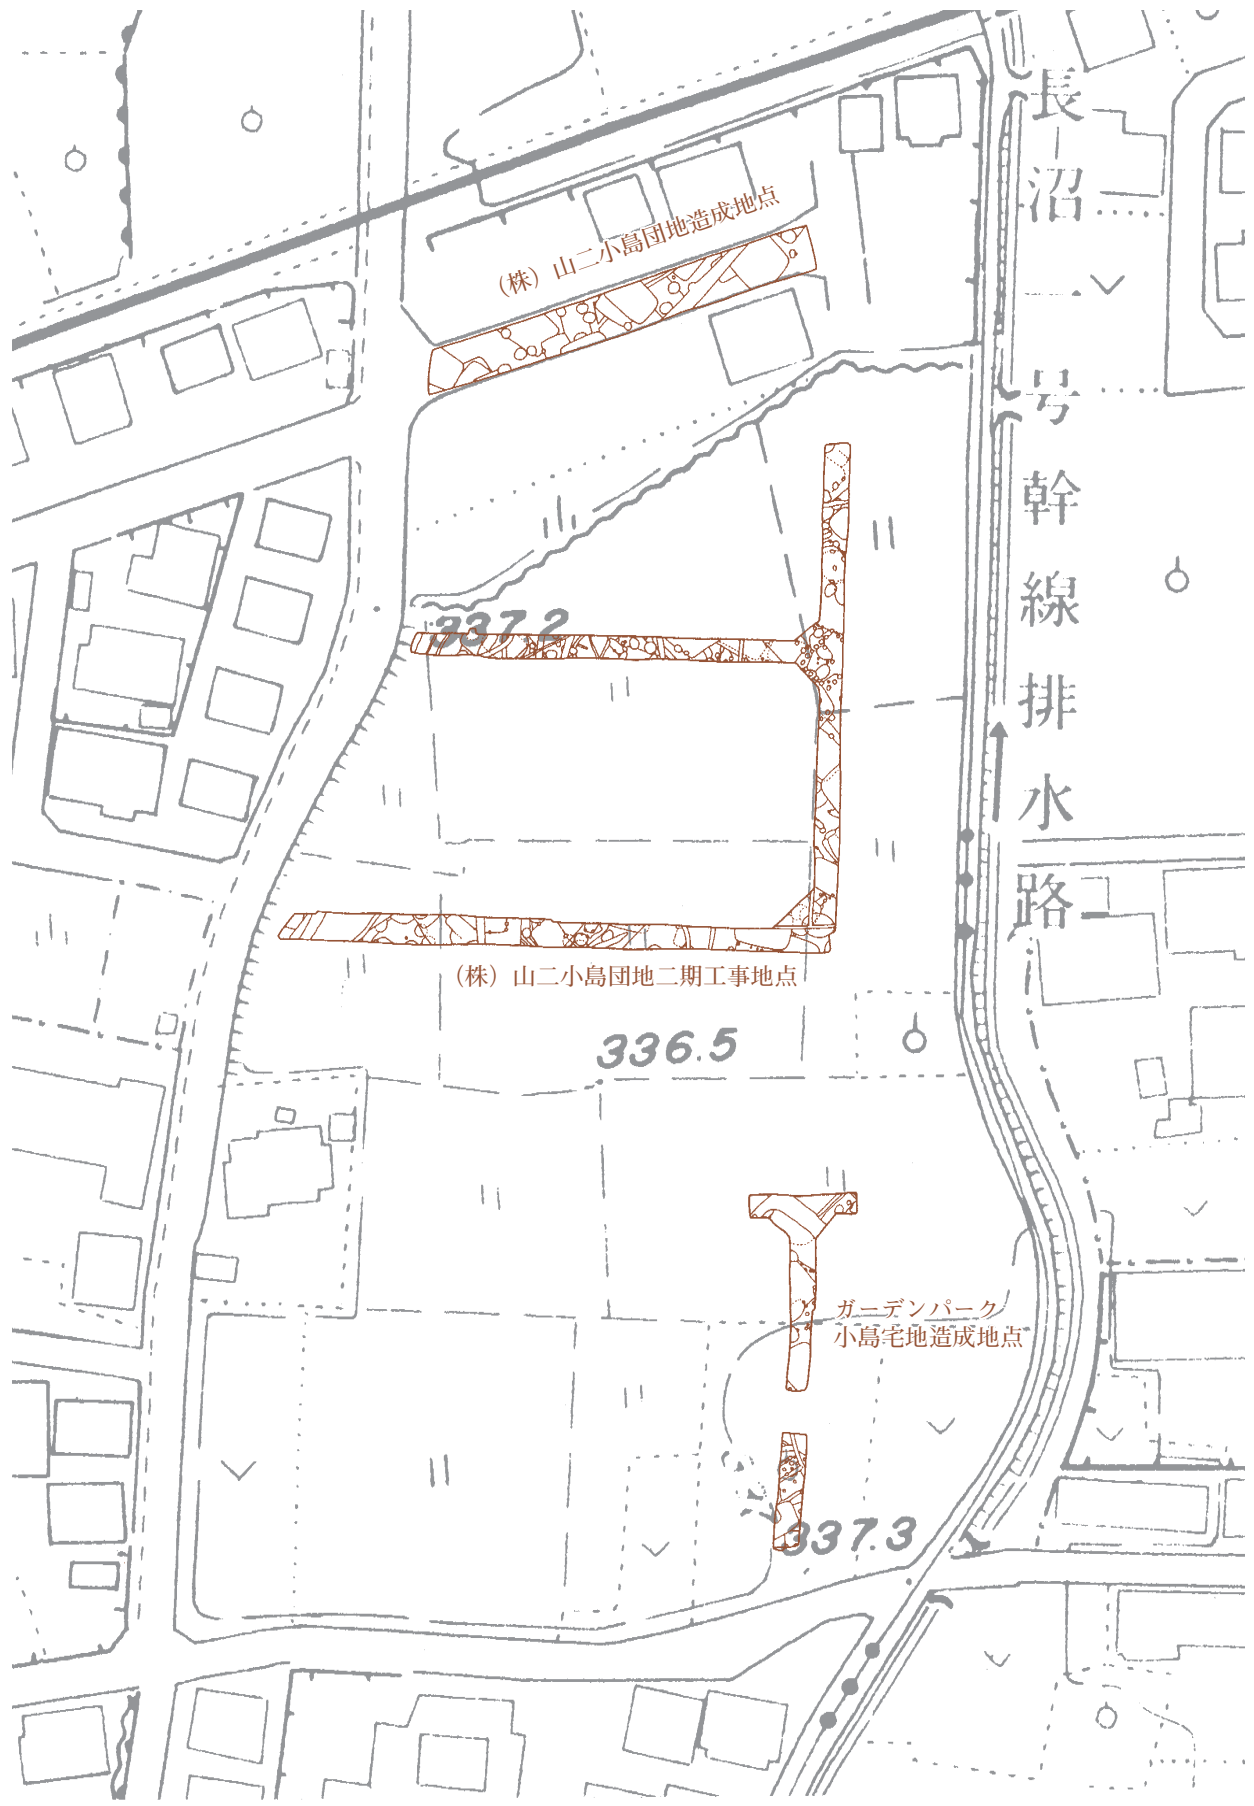 長沼一号幹線排水路
（株）山二小島団地造成地点
337.2
（株）山二小島団地二期工事地点
336.5
ガーデンパーク
小島宅地造成地点
337.3